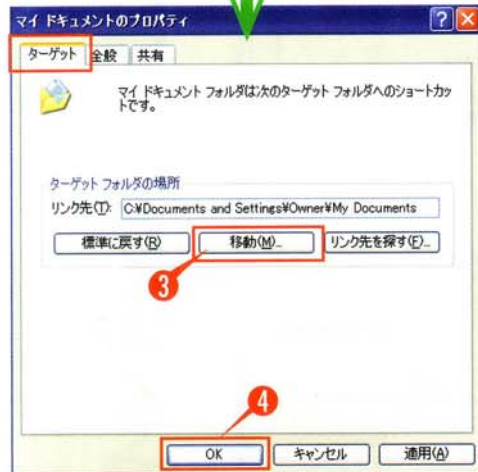 マイ ドキュメントのプロパティ
ターゲット 全般 共有
マイ ドキュメント フォルダは次のターゲット フォルダへのショートカッ
トです。
ターゲット フォルダの場所
リンク先(T): C:¥Documents and Settings¥Owner¥My Documents
標準に戻す(R) 移動(M)... リンク先を探す(F)...
3
4
OK キャンセル 適用(A)